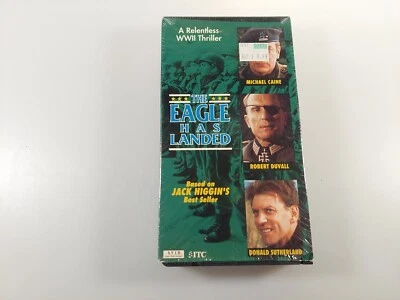 A Relentless
WWII Thriller
MICHAEL CAINE
THE
EAGLE
HAS
LANDED
ROBERT DUVALL
Based on
JACK HIGGIN'S
Best Seller
DONALD SUTHERLAND
ITC